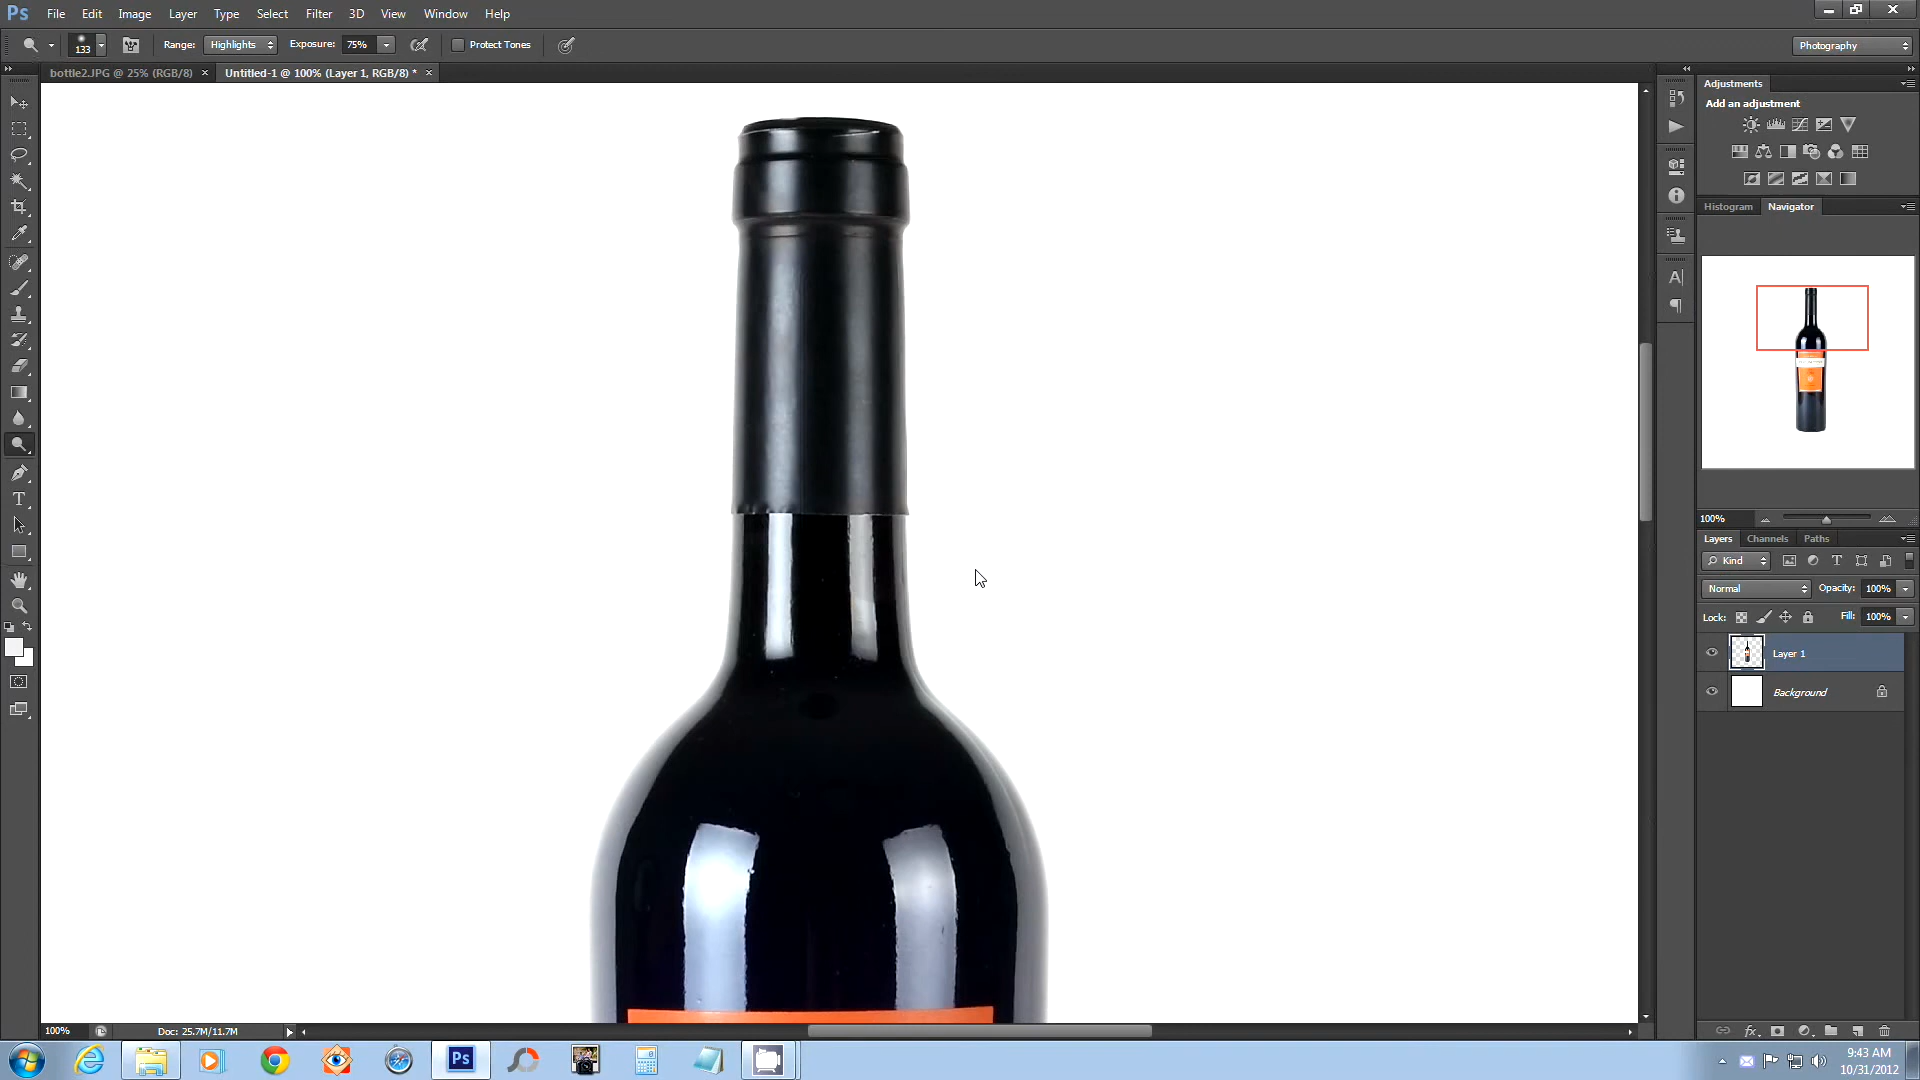 Ps File Edit Image Layer Type Select Filter 3D View Window Help
133 Range: Highlights Exposure: 75% Protect Tones Photography
bottle2.JPG @ 25% (RGB/8) × Untitled-1 @ 100% (Layer 1, RGB/8) * ×
Adjustments
Add an adjustment
Histogram Navigator
100%
Layers Channels Paths
Kind
Normal Opacity: 100%
Lock: Fill: 100%
Layer 1
Background
100% Doc: 25.7M/11.7M
Ps
9:43 AM
10/31/2012